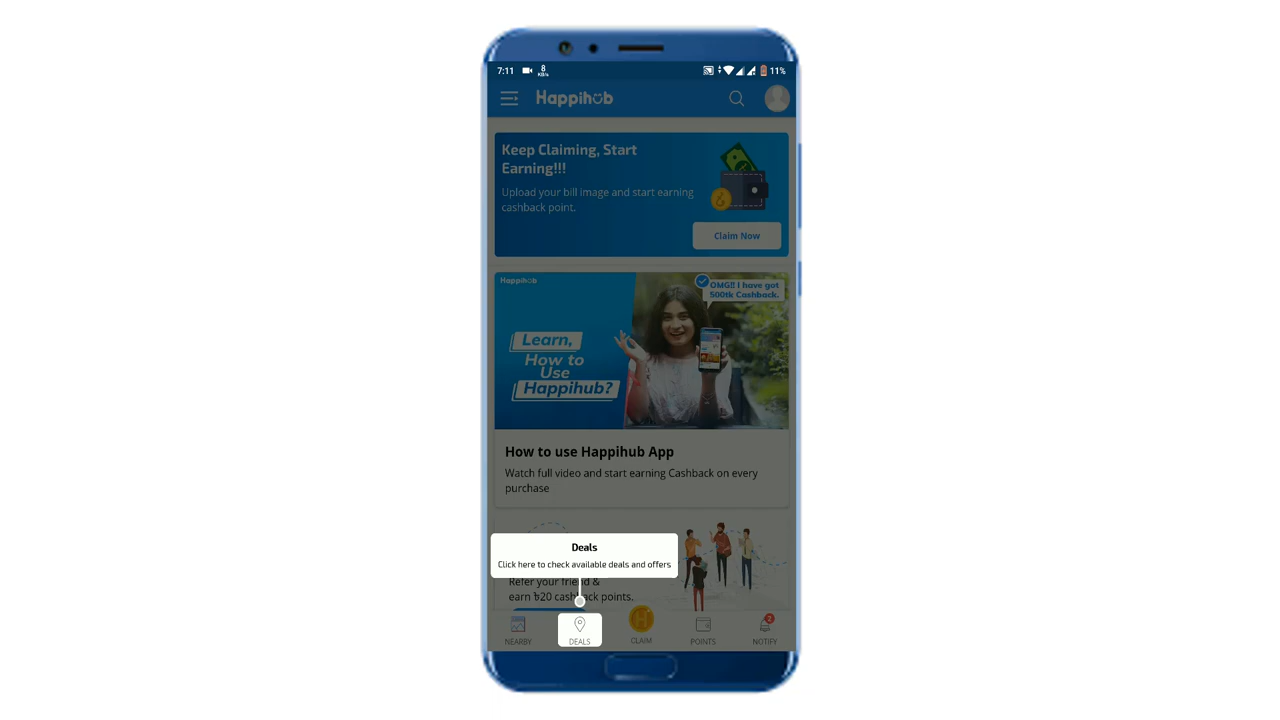 7:11
8
KB/s
11%
Happihub
Keep Claiming, Start
Earning!!!
Upload your bill image and start earning
cashback point.
Claim Now
Happihub
OMG!! I have got
500tk Cashback.
Learn,
How to
Use
Happihub?
How to use Happihub App
Watch full video and start earning Cashback on every
purchase
Deals
Click here to check available deals and offers
Refer your friend &
earn ৳20 cashback points.
2
NEARBY
DEALS
CLAIM
POINTS
NOTIFY